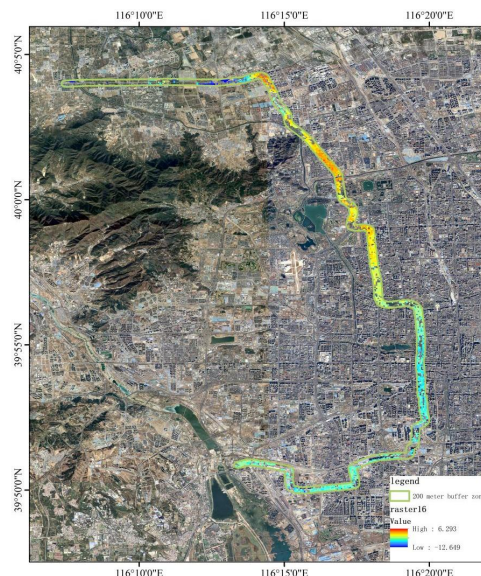 116°10'0"E 116°15'0"E 116°20'0"E
40°5'0"N
40°0'0"N
39°55'0"N
39°50'0"N
legend
200 meter buffer zon
raster16
Value
High : 6.293
Low : -12.649
116°10'0"E 116°15'0"E 116°20'0"E